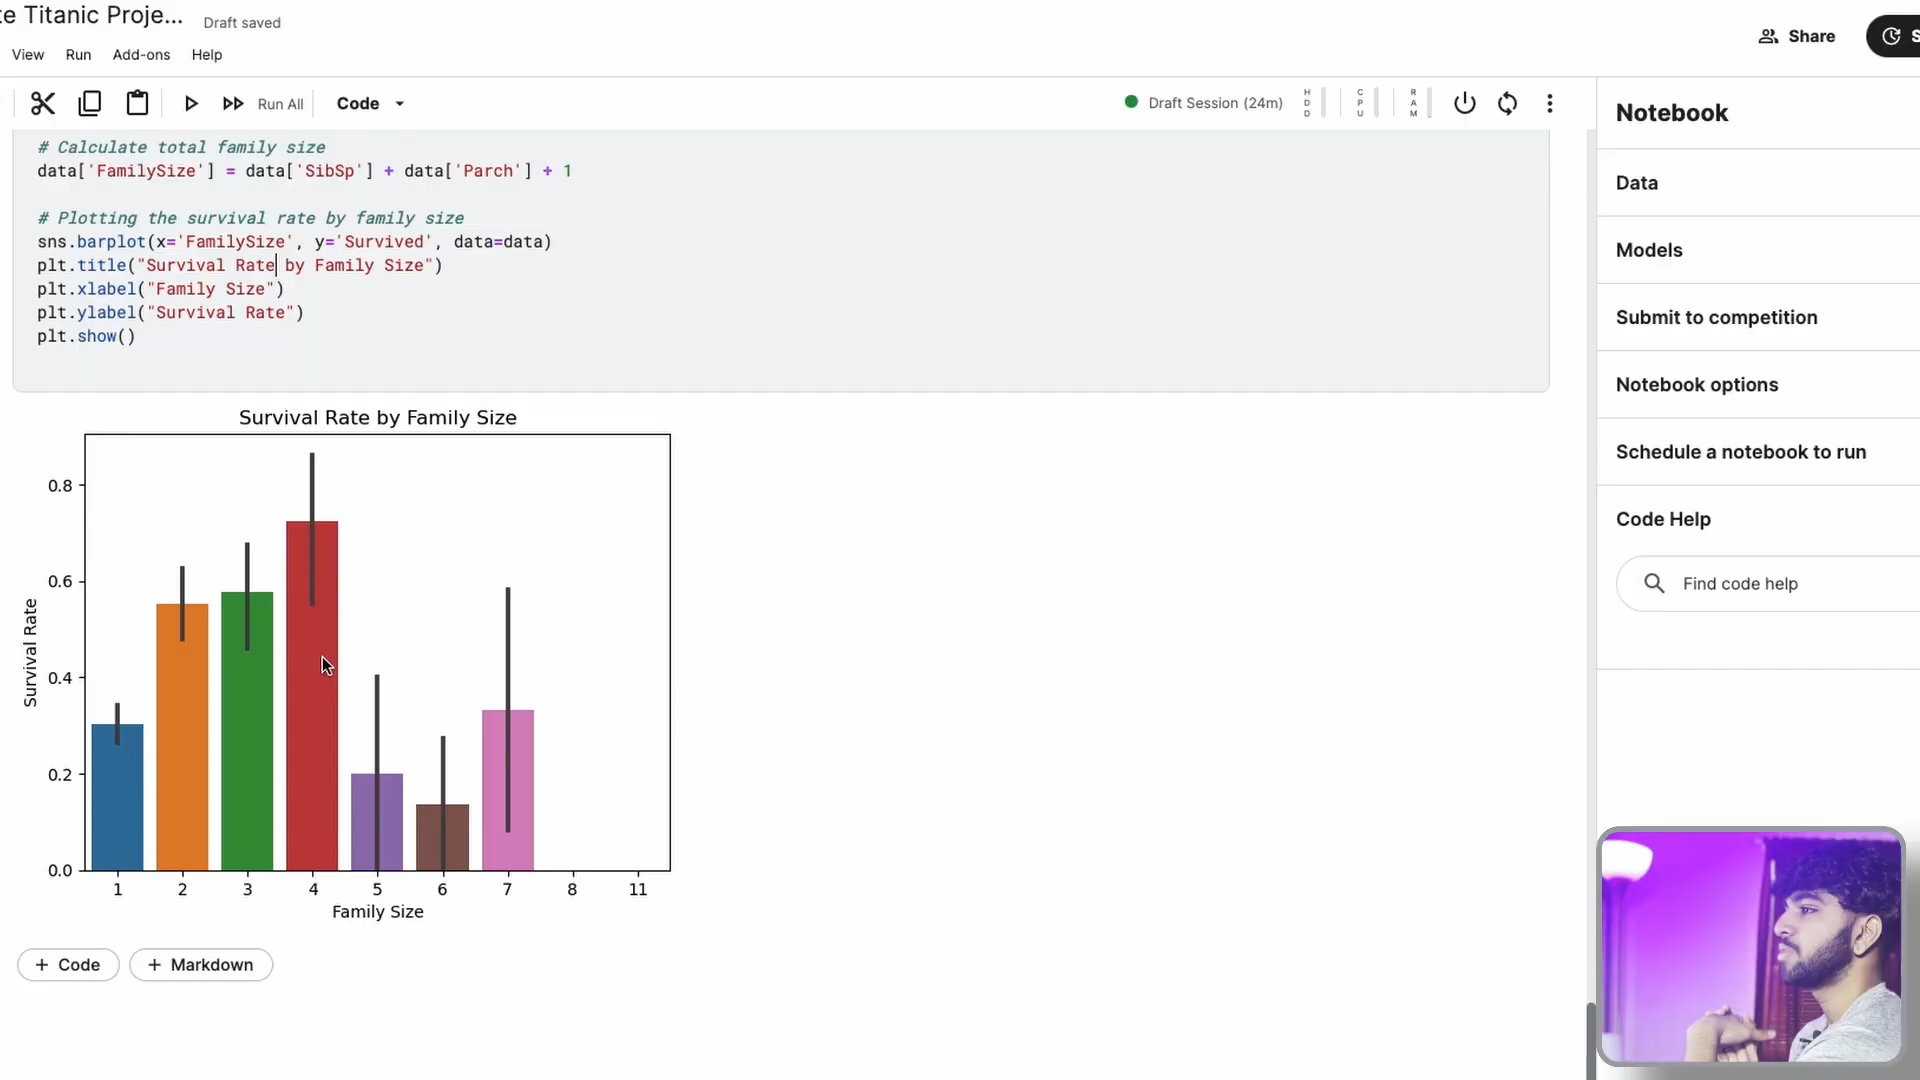 te Titanic Proje...
Draft saved
View Run Add-ons Help
Share
S
Run All
Code
Draft Session (24m)
HDD
CPU
RAM
# Calculate total family size
data['FamilySize'] = data['SibSp'] + data['Parch'] + 1
# Plotting the survival rate by family size
sns.barplot(x='FamilySize', y='Survived', data=data)
plt.title("Survival Rate by Family Size")
plt.xlabel("Family Size")
plt.ylabel("Survival Rate")
plt.show()
Survival Rate by Family Size
Survival Rate
0.8
0.6
0.4
0.2
0.0
1 2 3 4 5 6 7 8 11
Family Size
+ Code
+ Markdown
Notebook
Data
Models
Submit to competition
Notebook options
Schedule a notebook to run
Code Help
Find code help